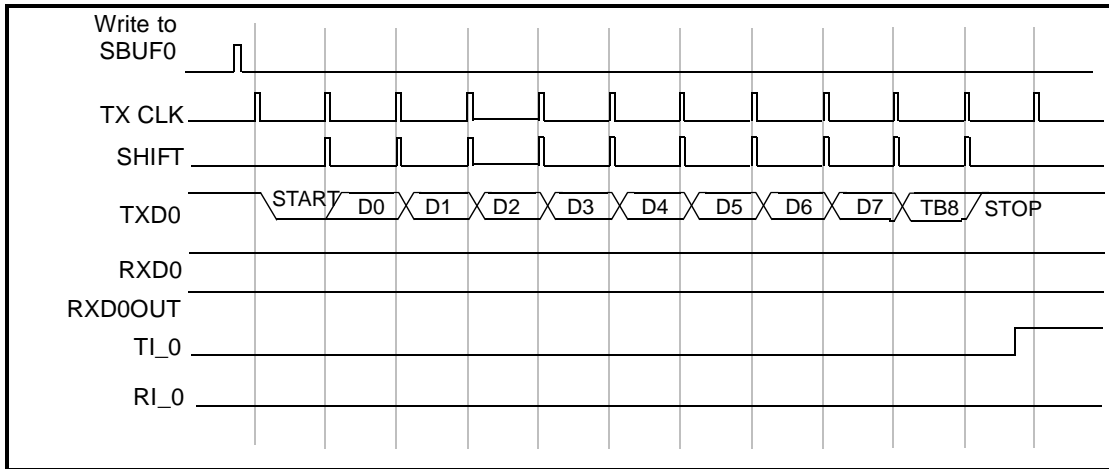 Write to
SBUF0
TX CLK
SHIFT
TXD0
START D0 D1 D2 D3 D4 D5 D6 D7 TB8 STOP
RXD0
RXD0OUT
TI_0
RI_0